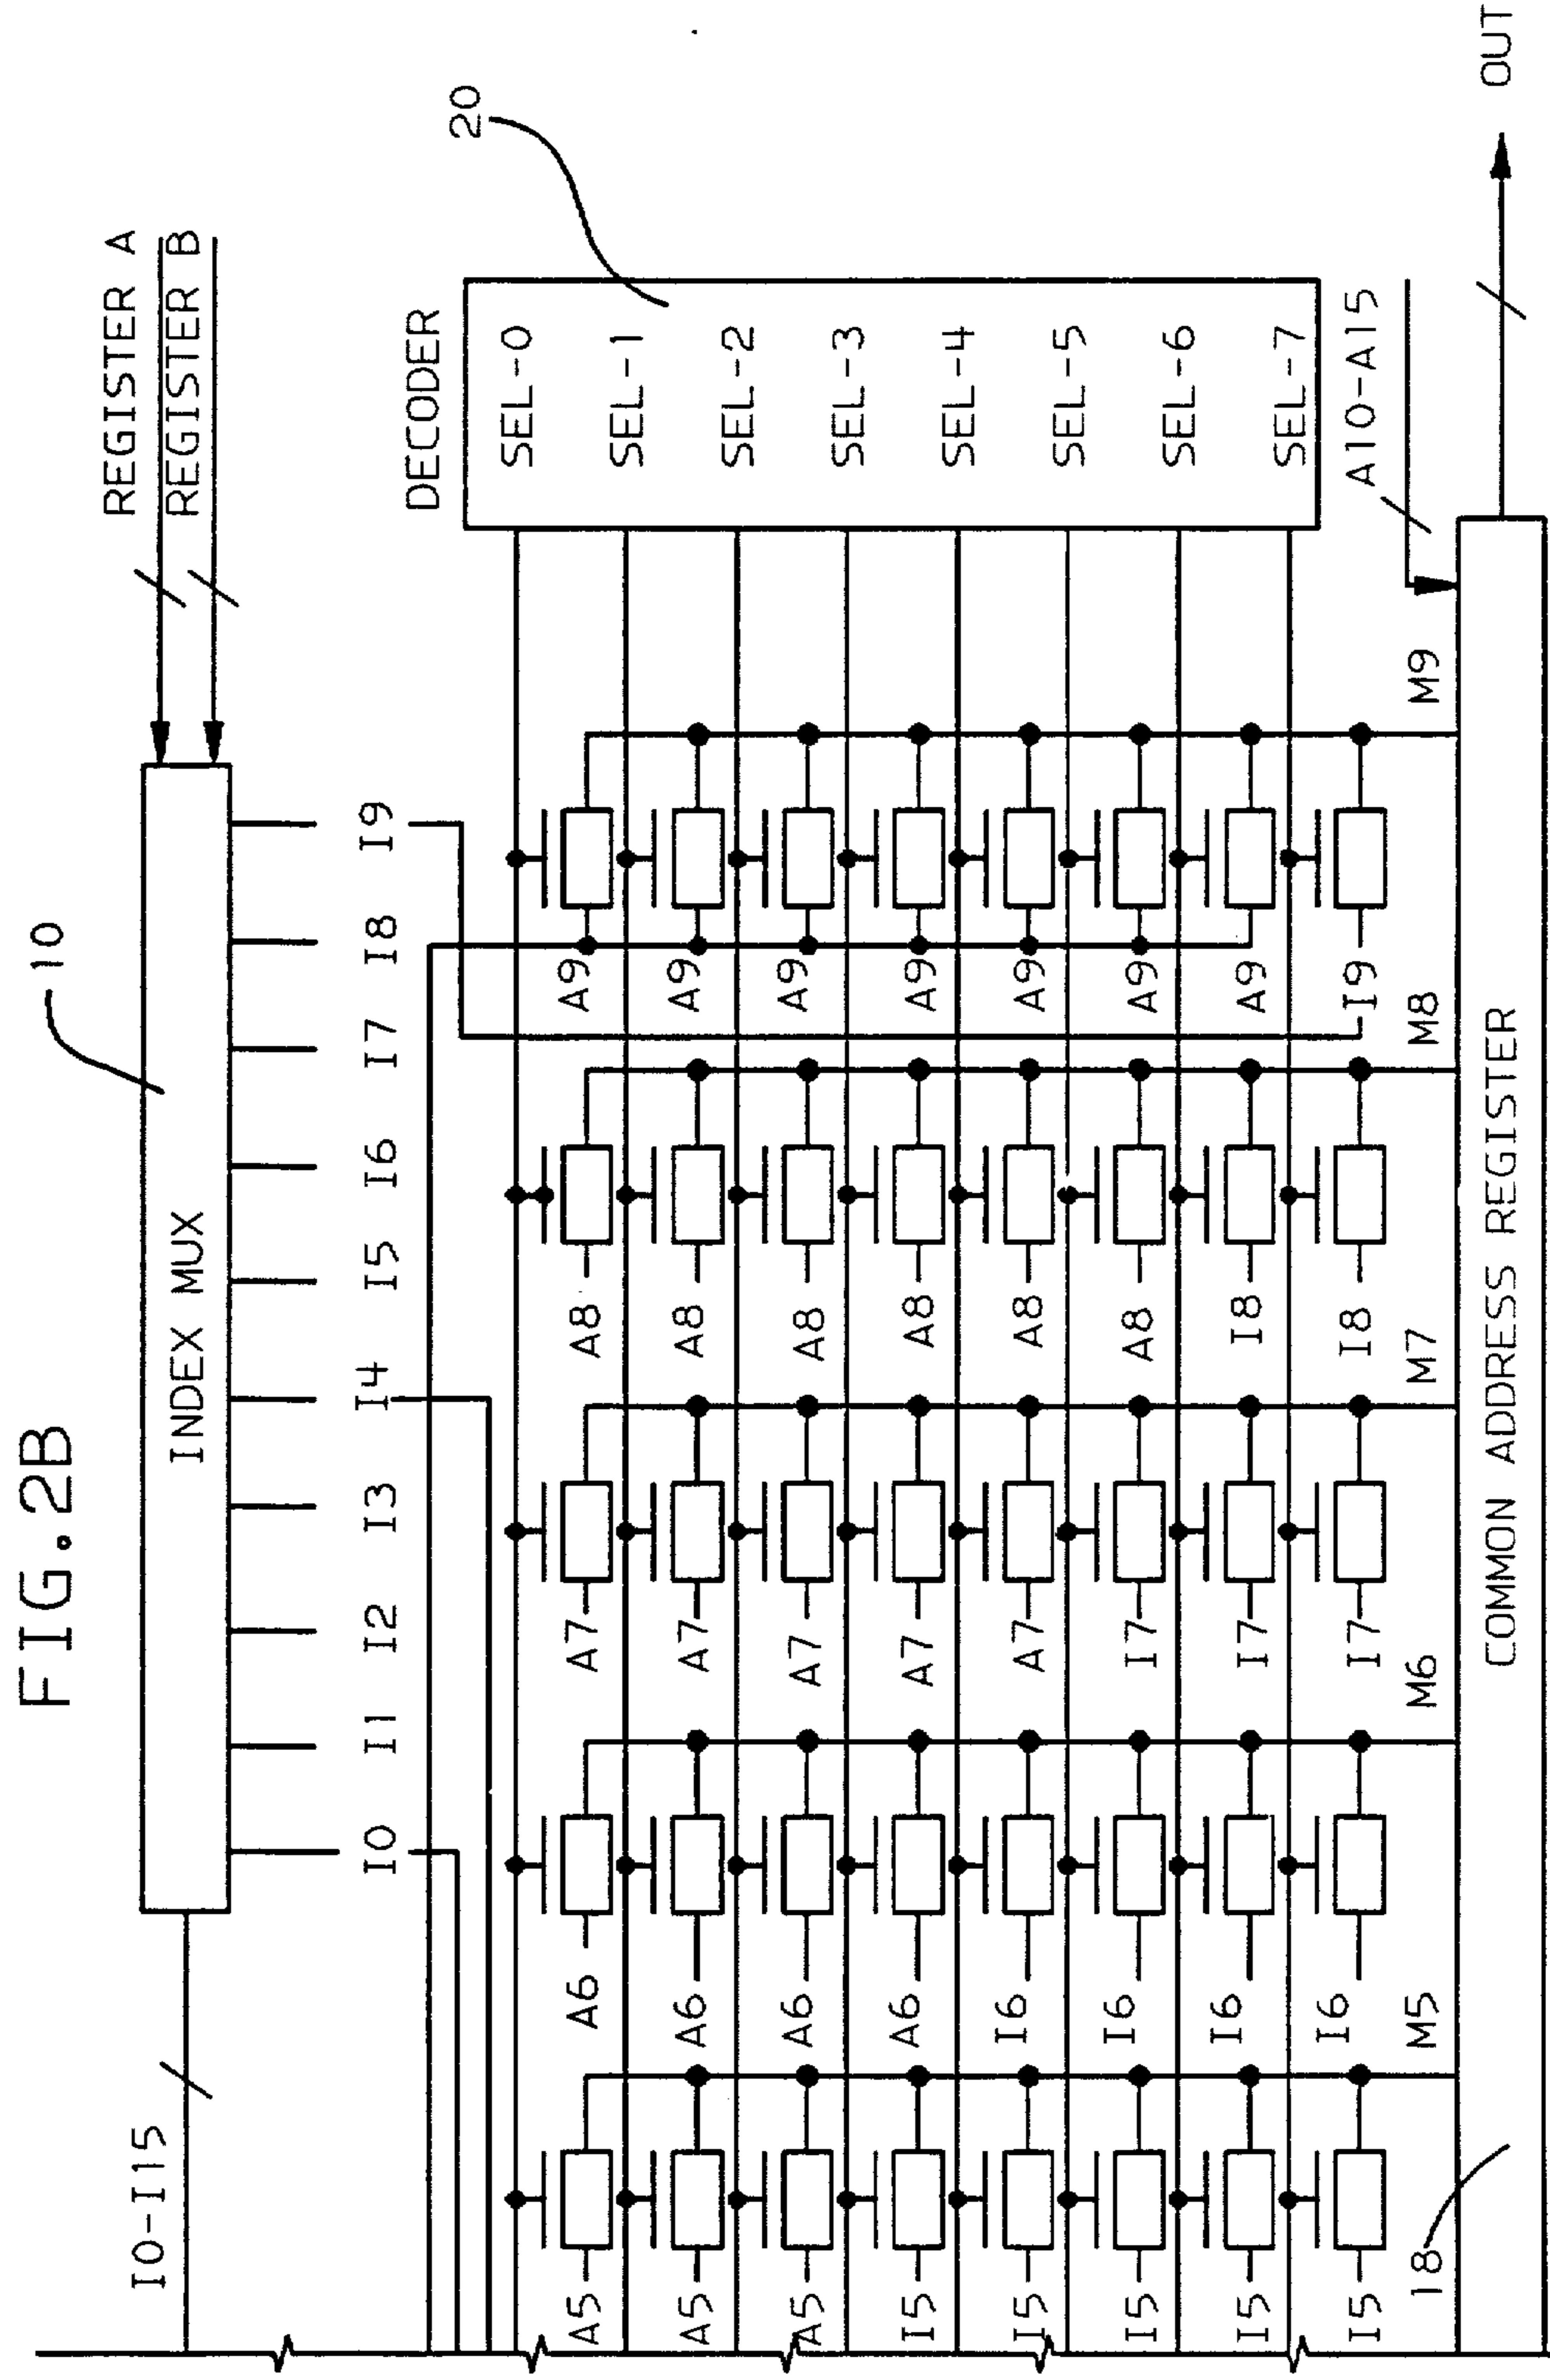 FIG.2B
REGISTER A
REGISTER B
10
INDEX MUX
I0-I15
I0 I1 I2 I3 I4 I5 I6 I7 I8 I9
DECODER
20
SEL-0
SEL-1
SEL-2
SEL-3
SEL-4
SEL-5
SEL-6
SEL-7
A5 A6 A7 A8 A9
A5 A6 A7 A8 A9
A5 A6 A7 A8 A9
I5 A6 A7 A8 A9
I5 I6 A7 A8 A9
I5 I6 I7 A8 A9
I5 I6 I7 I8 A9
I5 I6 I7 I8 I9
M5 M6 M7 M8 M9
A10-A15
18
COMMON ADDRESS REGISTER
OUT